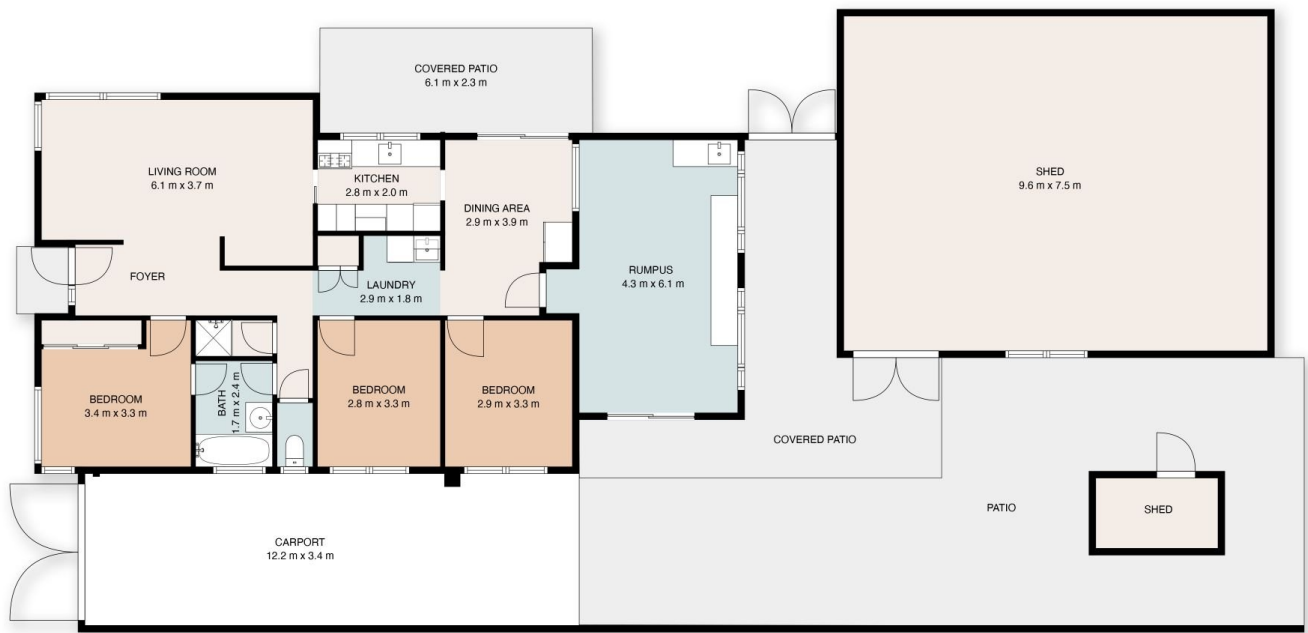 COVERED PATIO
6.1 m x 2.3 m
LIVING ROOM
6.1 m x 3.7 m
KITCHEN
2.8 m x 2.0 m
DINING AREA
2.9 m x 3.9 m
SHED
9.6 m x 7.5 m
FOYER
LAUNDRY
2.9 m x 1.8 m
RUMPUS
4.3 m x 6.1 m
BEDROOM
3.4 m x 3.3 m
BATH
1.7 m x 2.4 m
BEDROOM
2.8 m x 3.3 m
BEDROOM
2.9 m x 3.3 m
COVERED PATIO
PATIO
SHED
CARPORT
12.2 m x 3.4 m